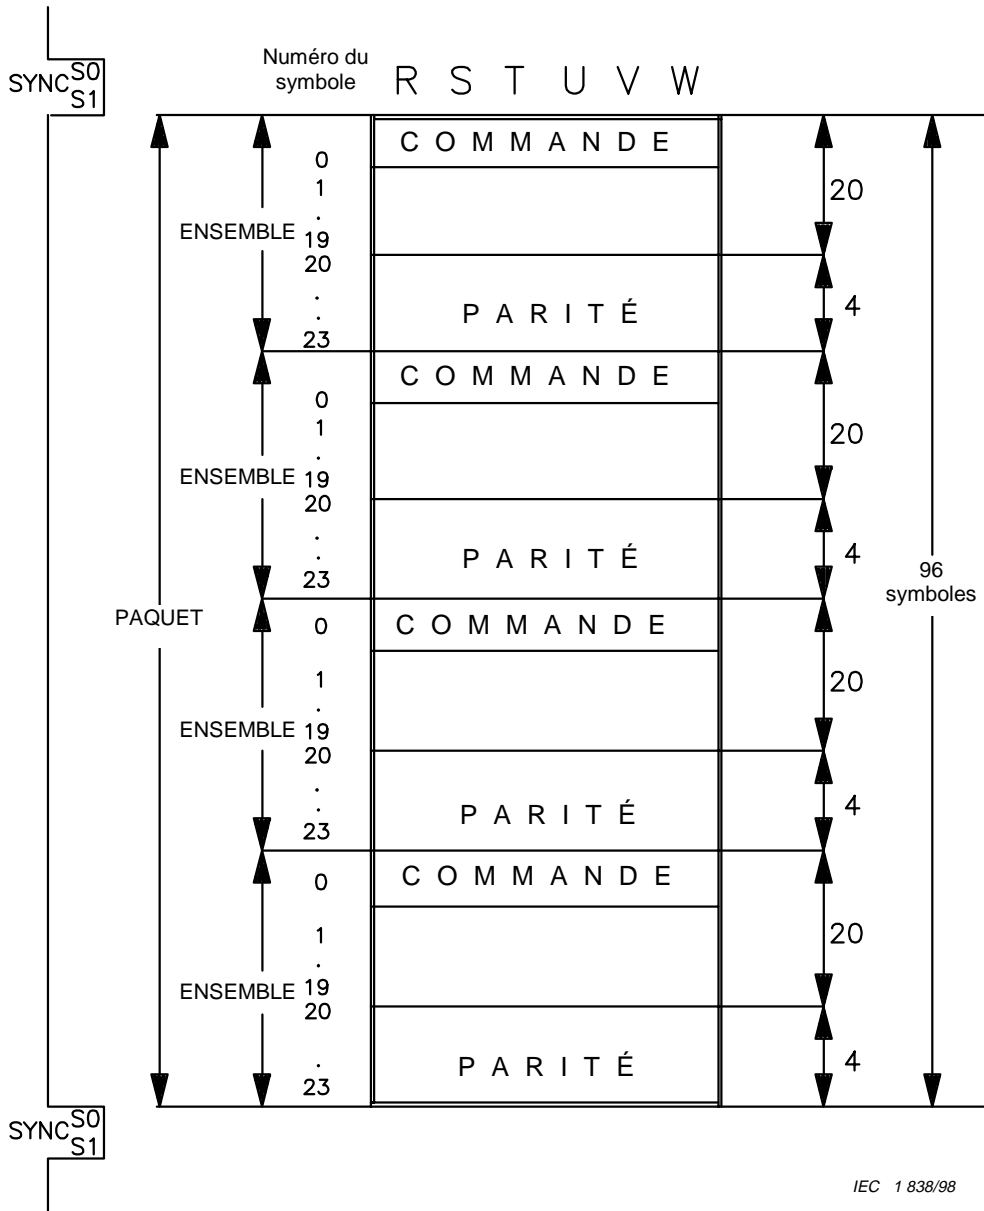 SYNC S0 S1
Numéro du
symbole
R S T U V W
COMMANDE
0
1
.
ENSEMBLE 19
20
.
.
23
20
PARITÉ
4
COMMANDE
0
1
.
ENSEMBLE 19
20
.
.
23
20
PARITÉ
4
96
symboles
PAQUET
COMMANDE
0
1
.
ENSEMBLE 19
20
.
.
23
20
PARITÉ
4
COMMANDE
0
1
.
ENSEMBLE 19
20
.
23
20
PARITÉ
4
SYNC S0 S1
IEC 1 838/98